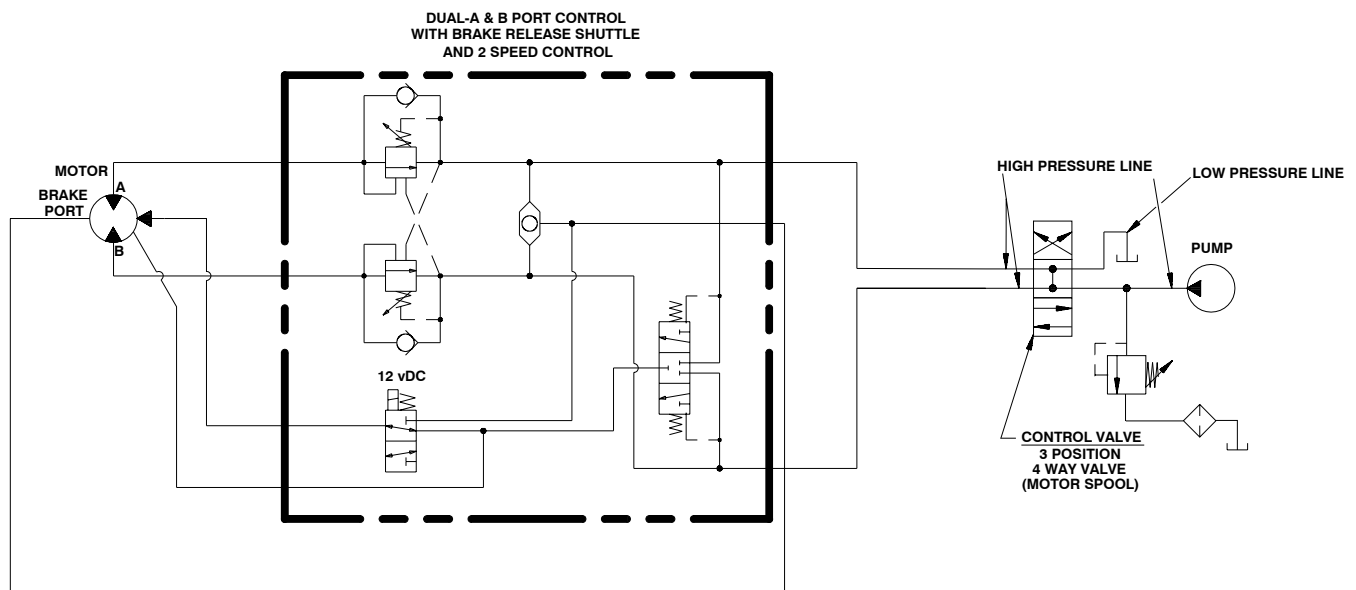 DUAL-A & B PORT CONTROL
WITH BRAKE RELEASE SHUTTLE
AND 2 SPEED CONTROL
MOTOR
A
BRAKE
PORT
B
12 vDC
HIGH PRESSURE LINE
LOW PRESSURE LINE
PUMP
CONTROL VALVE
3 POSITION
4 WAY VALVE
(MOTOR SPOOL)